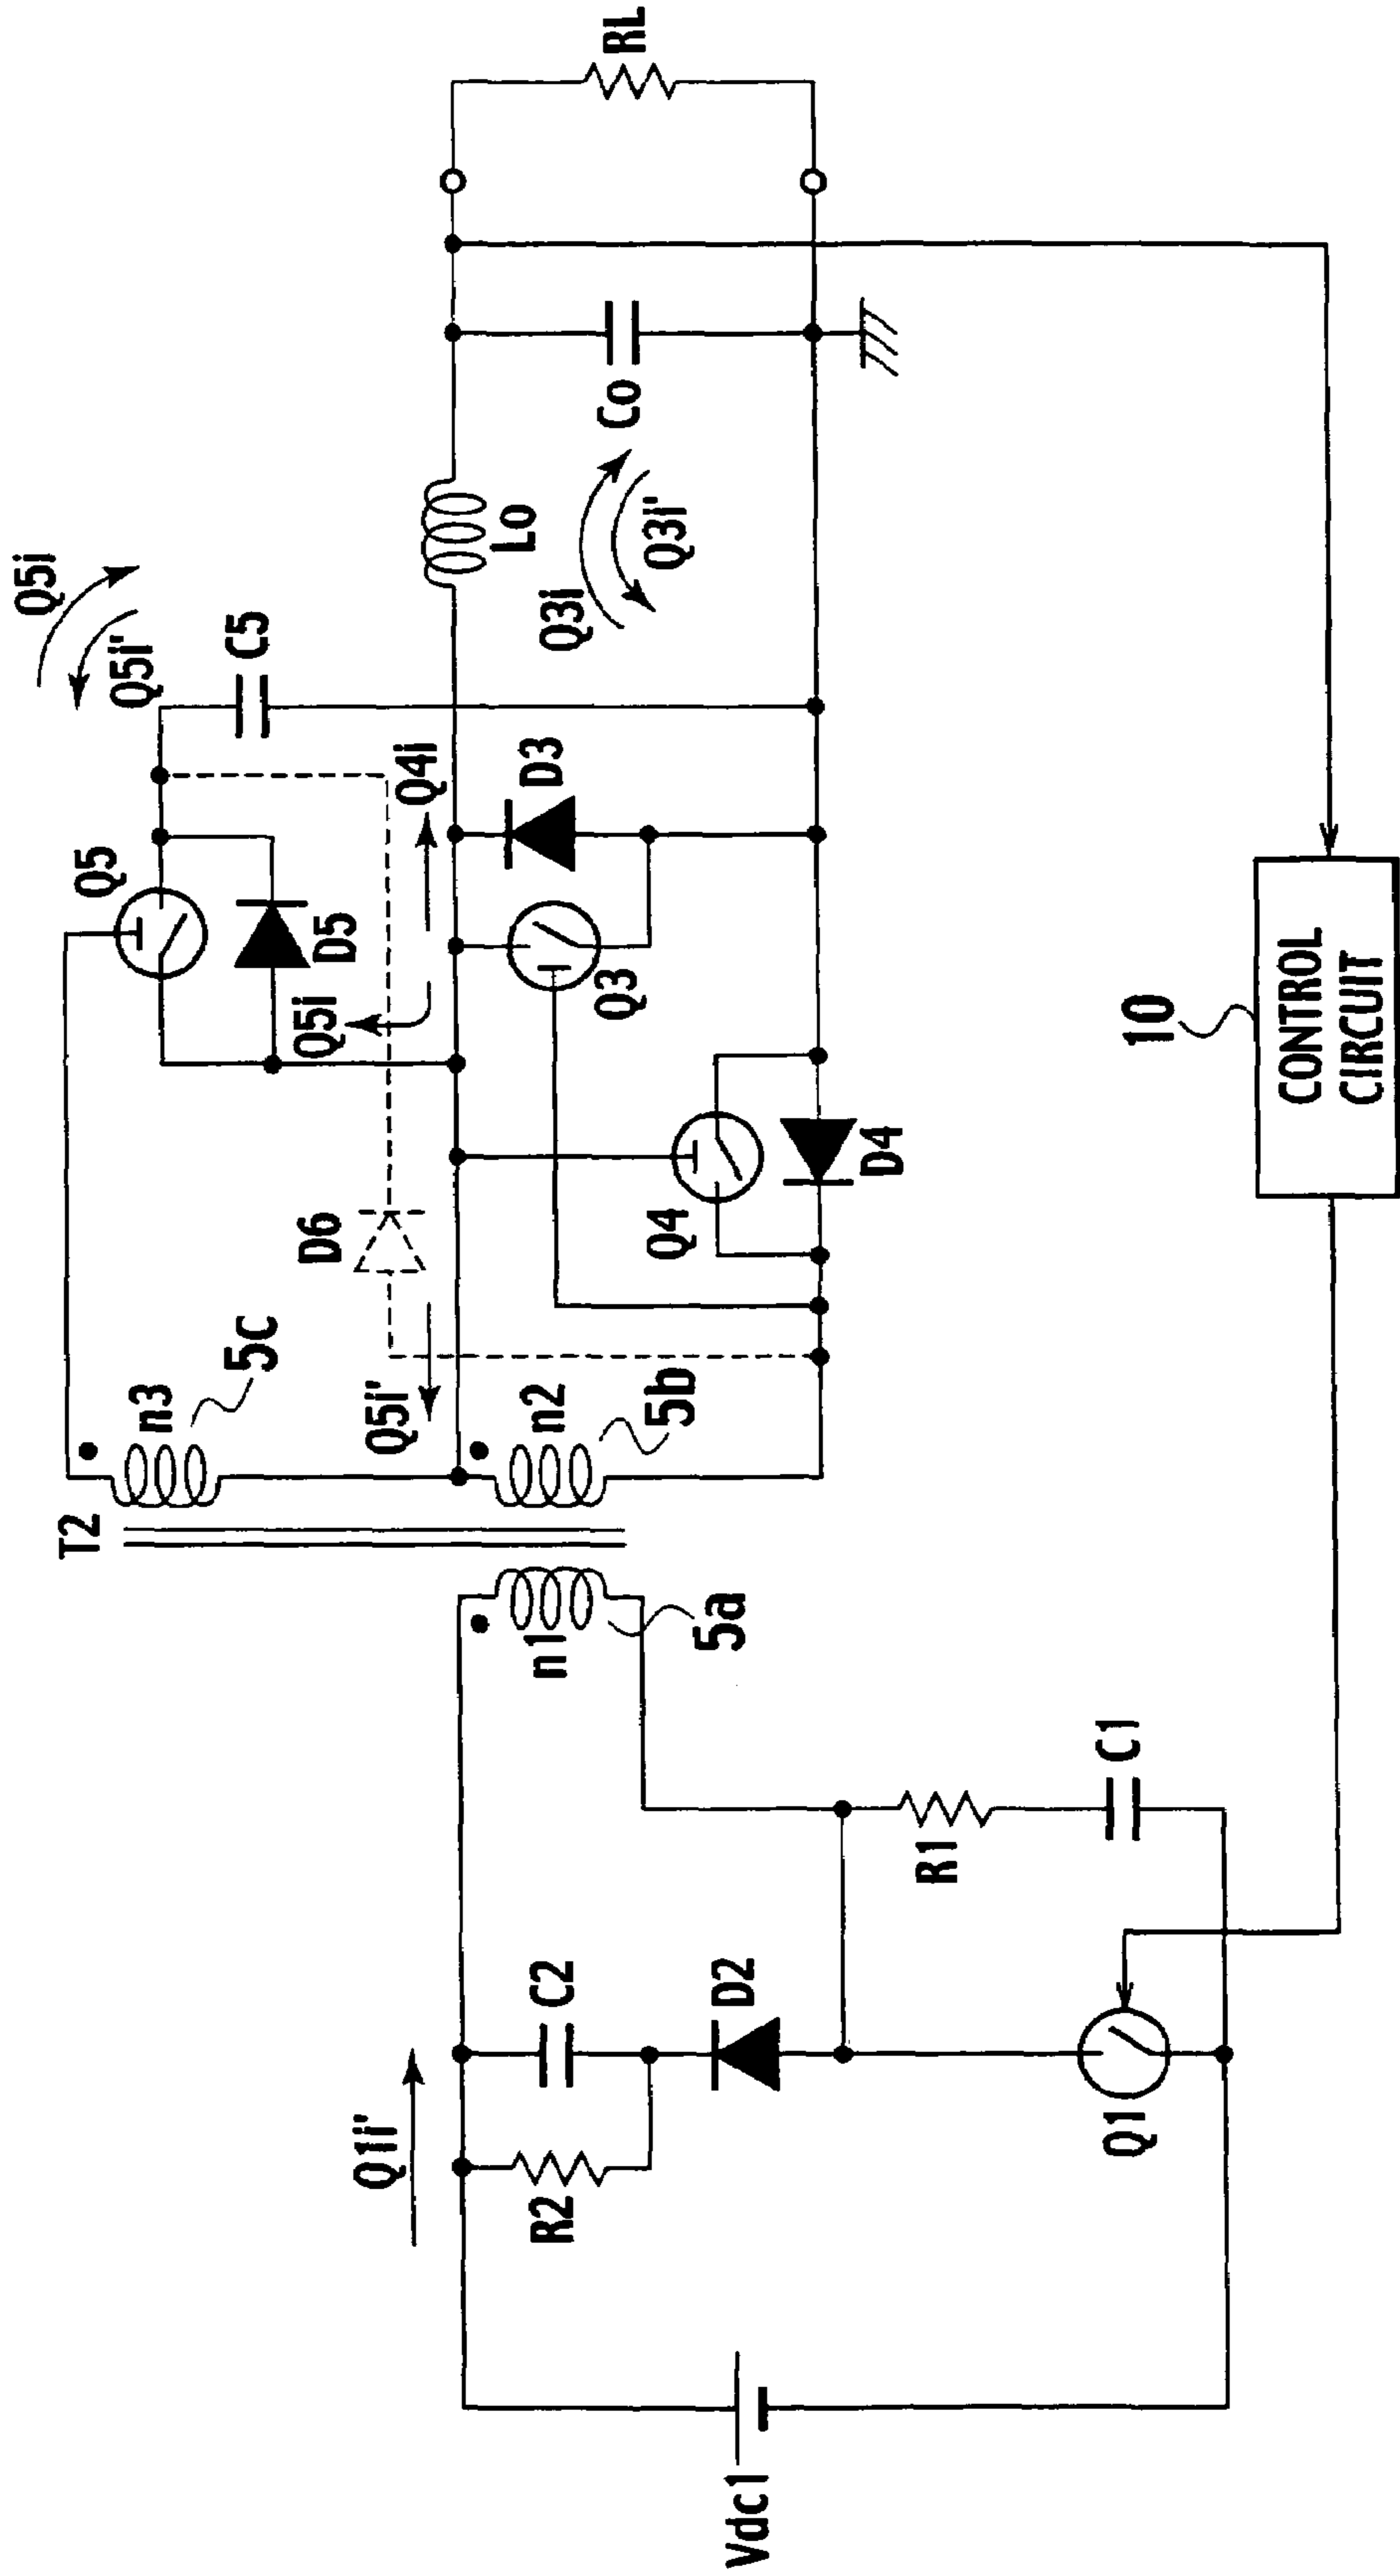 Vdc1
Q1i'
R2
C2
D2
Q1
R1
C1
n1
5a
T2
n3
5c
n2
5b
Q5i'
D6
Q4
D4
Q5
D5
Q5i
Q4i
Q3
D3
Q5i
Q5i'
C5
Lo
Q3i
Q3i'
Co
RL
10
CONTROL
CIRCUIT